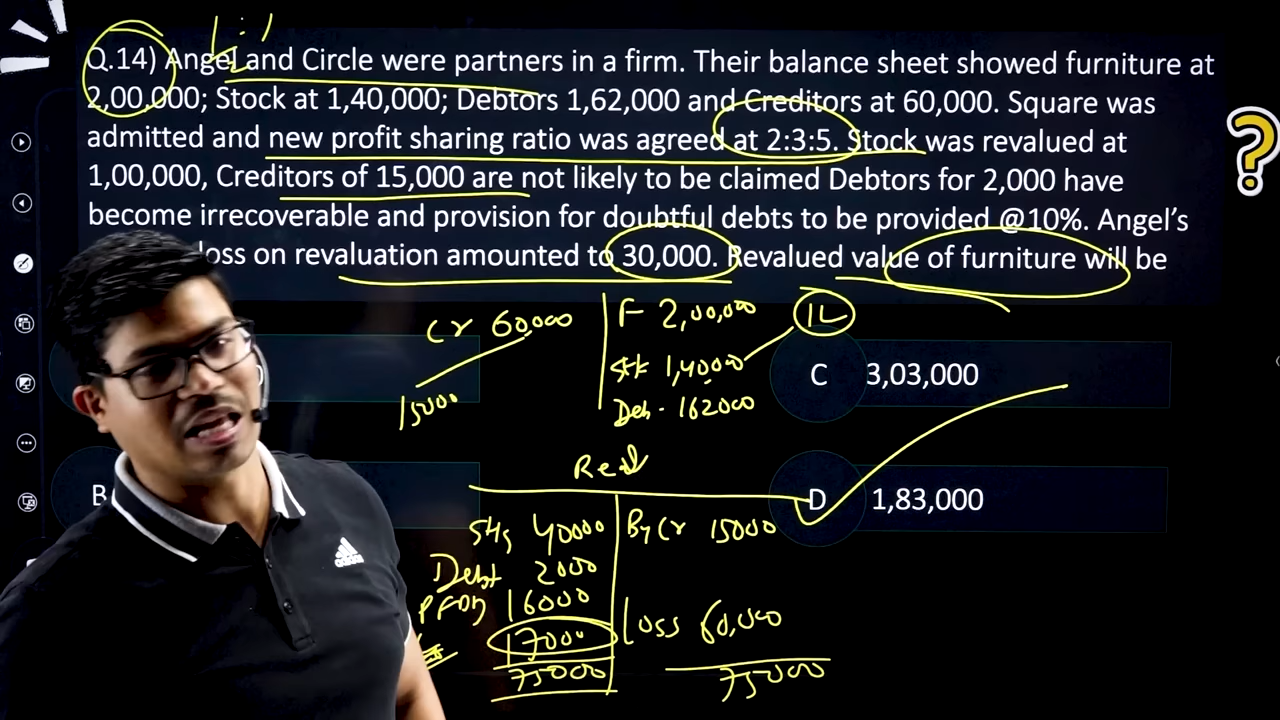 1:1
Q.14) Angel and Circle were partners in a firm. Their balance sheet showed furniture at
2,00,000; Stock at 1,40,000; Debtors 1,62,000 and Creditors at 60,000. Square was
admitted and new profit sharing ratio was agreed at 2:3:5. Stock was revalued at
1,00,000, Creditors of 15,000 are not likely to be claimed Debtors for 2,000 have
become irrecoverable and provision for doubtful debts to be provided @10%. Angel's
loss on revaluation amounted to 30,000. Revalued value of furniture will be
Cr 60,000
15000
F 2,00,000
1L
Stk 1,40,000
Deb - 162000
C 3,03,000
B
D 1,83,000
Stk 40000
By Cr 15000
Debt 2000
PFDD 16000
Loss 60,000
17000
75000
75000
adidas